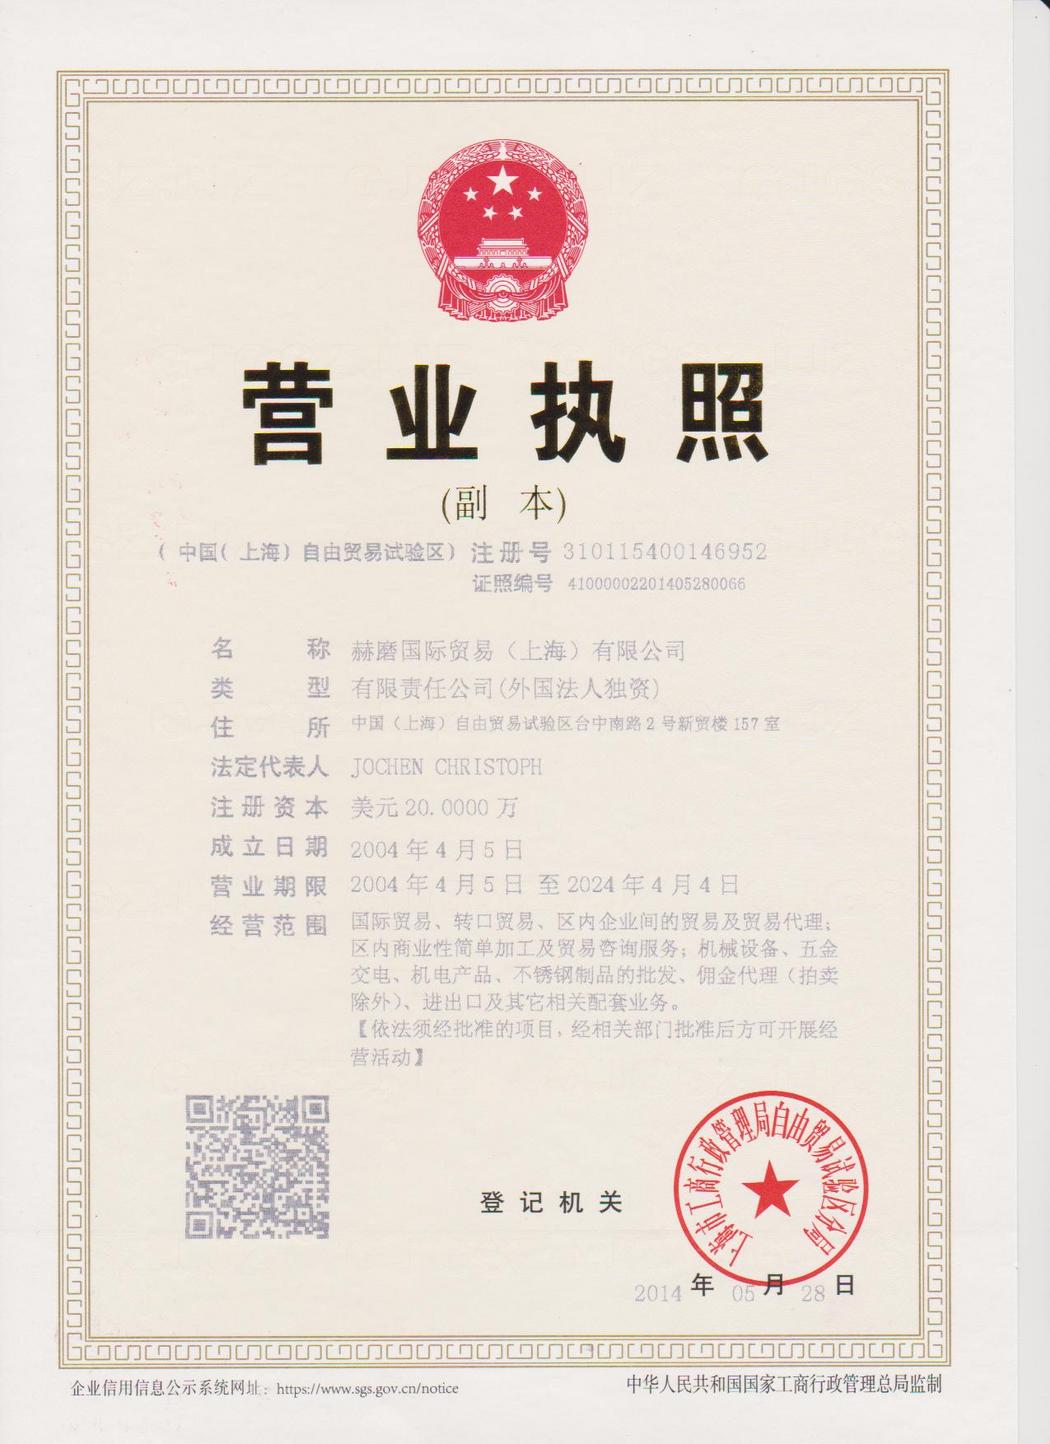 营业执照
(副 本)
(中国(上海)自由贸易试验区)注册号 310115400146952
证照编号 41000002201405280066
名称 赫磨国际贸易(上海)有限公司
类型 有限责任公司(外国法人独资)
住所 中国(上海)自由贸易试验区台中南路2号新贸楼157室
法定代表人 JOCHEN CHRISTOPH
注册资本 美元20.0000万
成立日期 2004年4月5日
营业期限 2004年4月5日 至2024年4月4日
经营范围 国际贸易、转口贸易、区内企业间的贸易及贸易代理;
区内商业性简单加工及贸易咨询服务;机械设备、五金
交电、机电产品、不锈钢制品的批发、佣金代理(拍卖
除外)、进出口及其它相关配套业务。
【依法须经批准的项目,经相关部门批准后方可开展经
营活动】
登记机关
上海市工商行政管理局自由贸易试验区分局
2014年05月28日
企业信用信息公示系统网址: https://www.sgs.gov.cn/notice
中华人民共和国国家工商行政管理总局监制